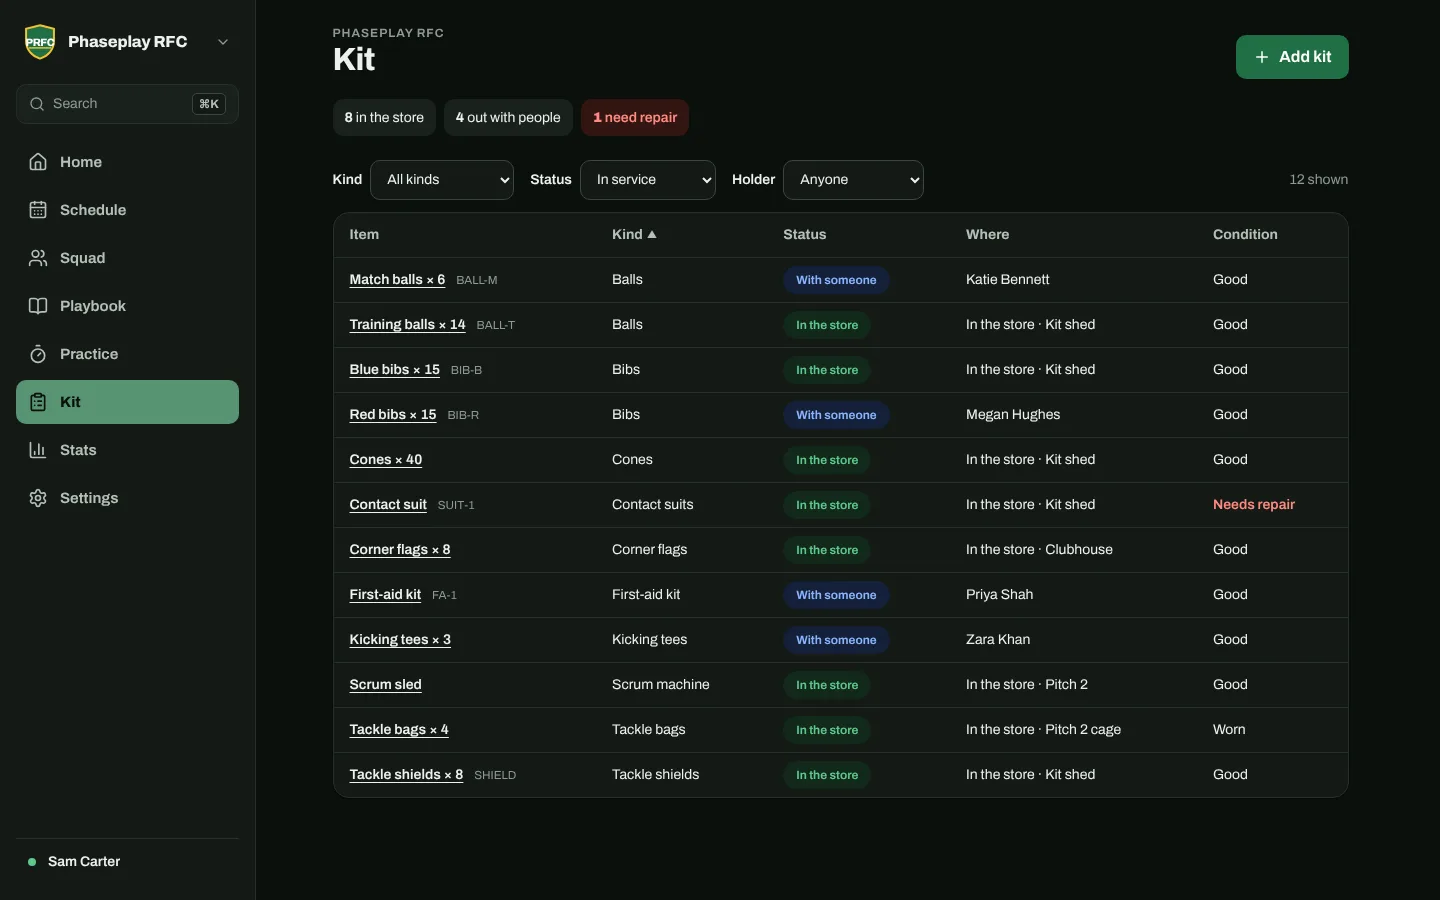 PRFC Phaseplay RFC
Search ⌘K
Home
Schedule
Squad
Playbook
Practice
Kit
Stats
Settings
Sam Carter
PHASEPLAY RFC
Kit
+ Add kit
8 in the store 4 out with people 1 need repair
Kind All kinds Status In service Holder Anyone 12 shown
Item Kind ▲ Status Where Condition
Match balls × 6 BALL-M Balls With someone Katie Bennett Good
Training balls × 14 BALL-T Balls In the store In the store · Kit shed Good
Blue bibs × 15 BIB-B Bibs In the store In the store · Kit shed Good
Red bibs × 15 BIB-R Bibs With someone Megan Hughes Good
Cones × 40 Cones In the store In the store · Kit shed Good
Contact suit SUIT-1 Contact suits In the store In the store · Kit shed Needs repair
Corner flags × 8 Corner flags In the store In the store · Clubhouse Good
First-aid kit FA-1 First-aid kit With someone Priya Shah Good
Kicking tees × 3 Kicking tees With someone Zara Khan Good
Scrum sled Scrum machine In the store In the store · Pitch 2 Good
Tackle bags × 4 Tackle bags In the store In the store · Pitch 2 cage Worn
Tackle shields × 8 SHIELD Tackle shields In the store In the store · Kit shed Good